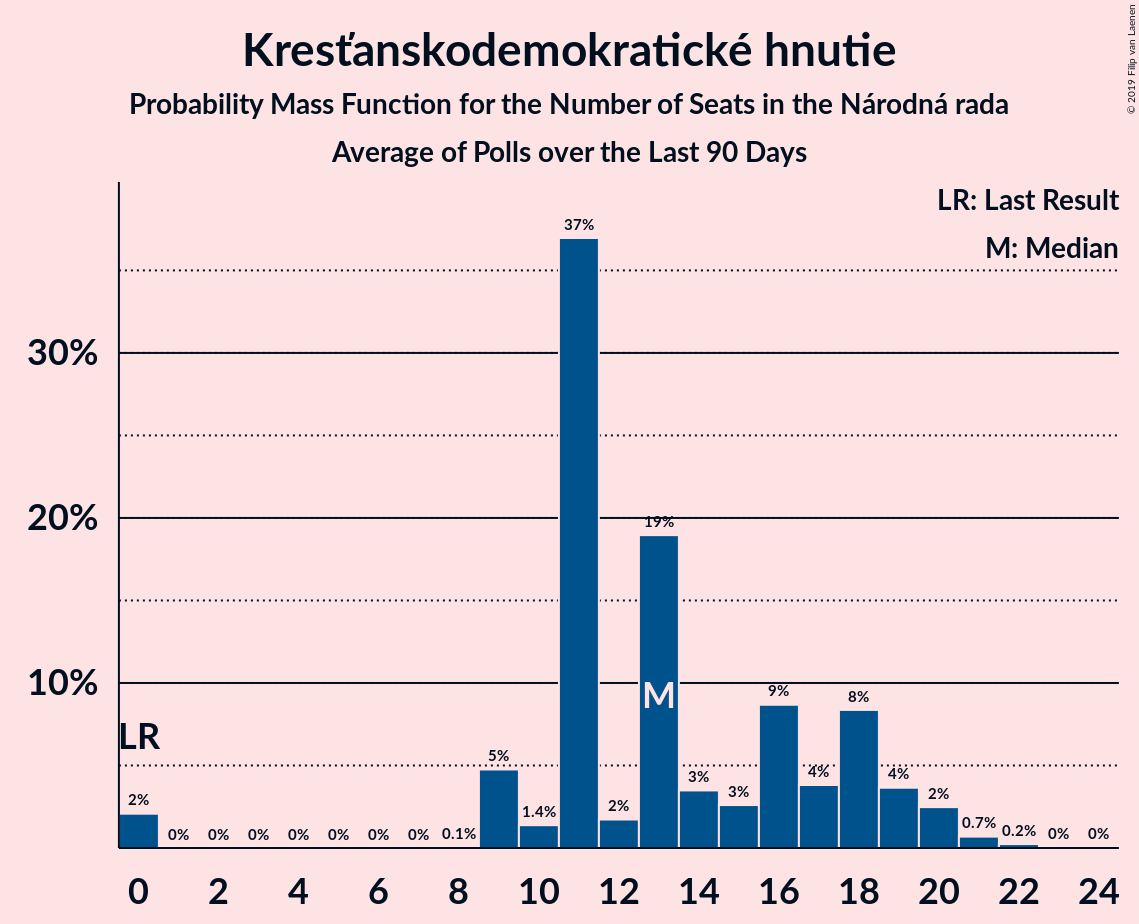 Kresťanskodemokratické hnutie
Probability Mass Function for the Number of Seats in the Národná rada
Average of Polls over the Last 90 Days
© 2019 Filip van Laenen
LR: Last Result
M: Median
37%
30%
20%
19%
10%
M
9%
8%
LR
5%
4%
4%
3%
3%
2%
2%
2%
1.4%
0.7%
0.2%
0.1%
0% 0% 0% 0% 0% 0% 0% 0% 0%
0 2 4 6 8 10 12 14 16 18 20 22 24